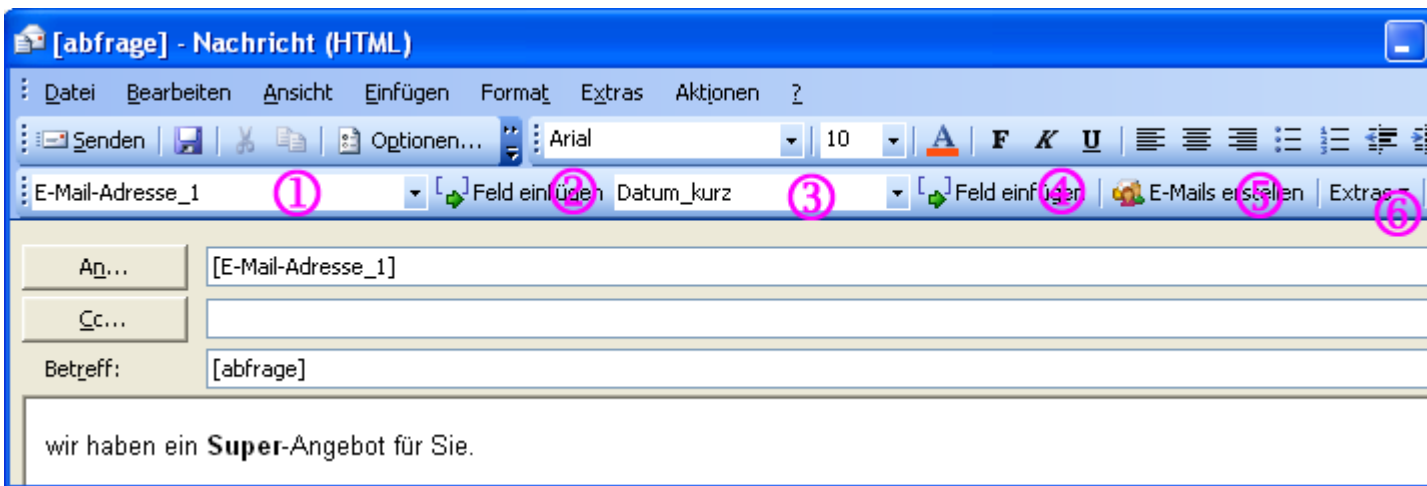 [abfrage] - Nachricht (HTML)
Datei Bearbeiten Ansicht Einfügen Format Extras Aktionen ?
Senden Optionen... Arial 10 A F K U
E-Mail-Adresse_1 ① Feld einfügen ② Datum_kurz ③ Feld einfügen ④ E-Mails erstellen ⑤ Extras ⑥
An... [E-Mail-Adresse_1]
Cc...
Betreff: [abfrage]
wir haben ein Super-Angebot für Sie.